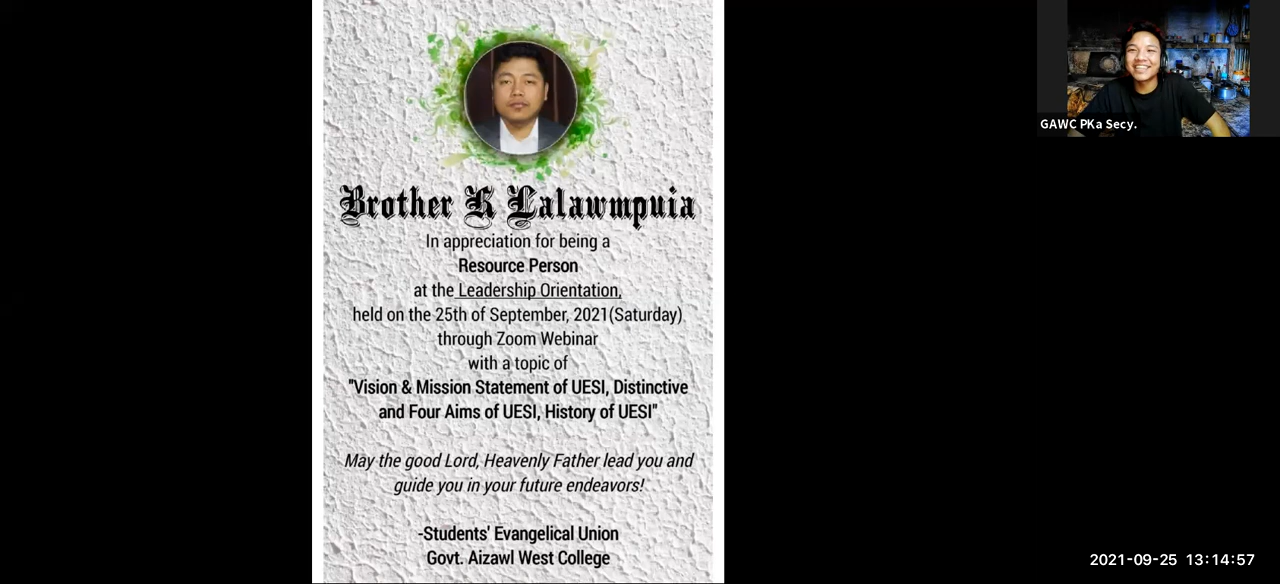 GAWC PKa Secy.
Brother K Lalawmpuia
In appreciation for being a
Resource Person
at the Leadership Orientation,
held on the 25th of September, 2021(Saturday)
through Zoom Webinar
with a topic of
"Vision & Mission Statement of UESI, Distinctive
and Four Aims of UESI, History of UESI"
May the good Lord, Heavenly Father lead you and
guide you in your future endeavors!
-Students' Evangelical Union
Govt. Aizawl West College
2021-09-25 13:14:57